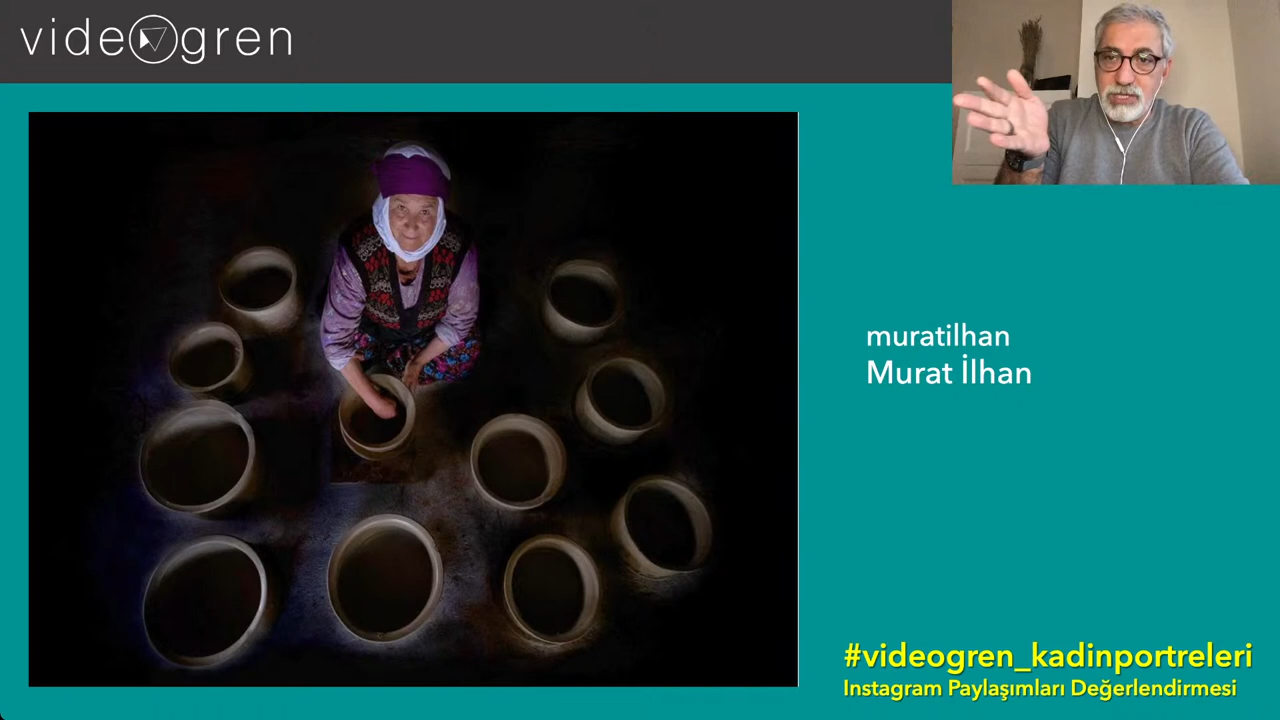 videogren
muratilhan
Murat İlhan
#videogren_kadinportreleri
Instagram Paylaşımları Değerlendirmesi